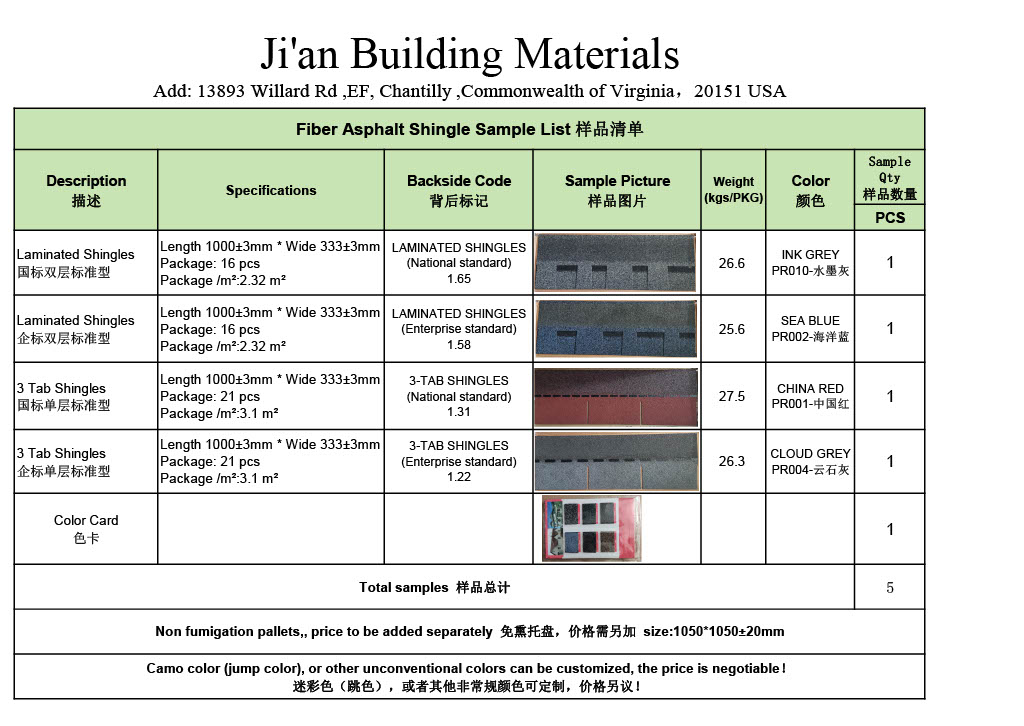 Ji'an Building Materials
Add: 13893 Willard Rd ,EF, Chantilly ,Commonwealth of Virginia，20151 USA
Fiber Asphalt Shingle Sample List 样品清单
Description
描述
Specifications
Backside Code
背后标记
Sample Picture
样品图片
Weight
(kgs/PKG)
Color
颜色
Sample
Qty
样品数量
PCS
Laminated Shingles
国标双层标准型
Length 1000±3mm * Wide 333±3mm
Package: 16 pcs
Package /m²:2.32 m²
LAMINATED SHINGLES
(National standard)
1.65
26.6
INK GREY
PR010-水墨灰
1
Laminated Shingles
企标双层标准型
Length 1000±3mm * Wide 333±3mm
Package: 16 pcs
Package /m²:2.32 m²
LAMINATED SHINGLES
(Enterprise standard)
1.58
25.6
SEA BLUE
PR002-海洋蓝
1
3 Tab Shingles
国标单层标准型
Length 1000±3mm * Wide 333±3mm
Package: 21 pcs
Package /m²:3.1 m²
3-TAB SHINGLES
(National standard)
1.31
27.5
CHINA RED
PR001-中国红
1
3 Tab Shingles
企标单层标准型
Length 1000±3mm * Wide 333±3mm
Package: 21 pcs
Package /m²:3.1 m²
3-TAB SHINGLES
(Enterprise standard)
1.22
26.3
CLOUD GREY
PR004-云石灰
1
Color Card
色卡
1
Total samples 样品总计
5
Non fumigation pallets,, price to be added separately 免熏托盘，价格需另加 size:1050*1050±20mm
Camo color (jump color), or other unconventional colors can be customized, the price is negotiable！
迷彩色（跳色），或者其他非常规颜色可定制，价格另议！